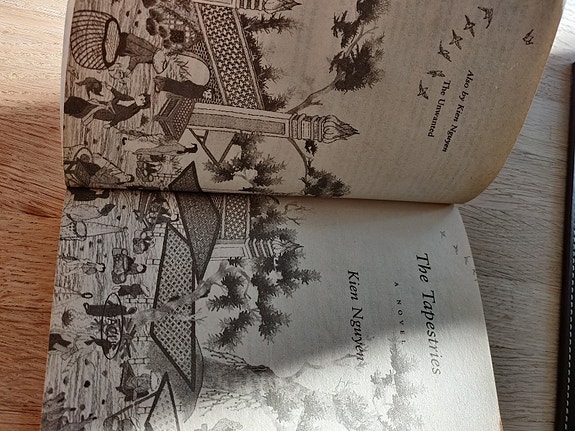 Also by Kien Nguyen
The Unwanted
The Tapestries
A NOVEL
Kien Nguyen